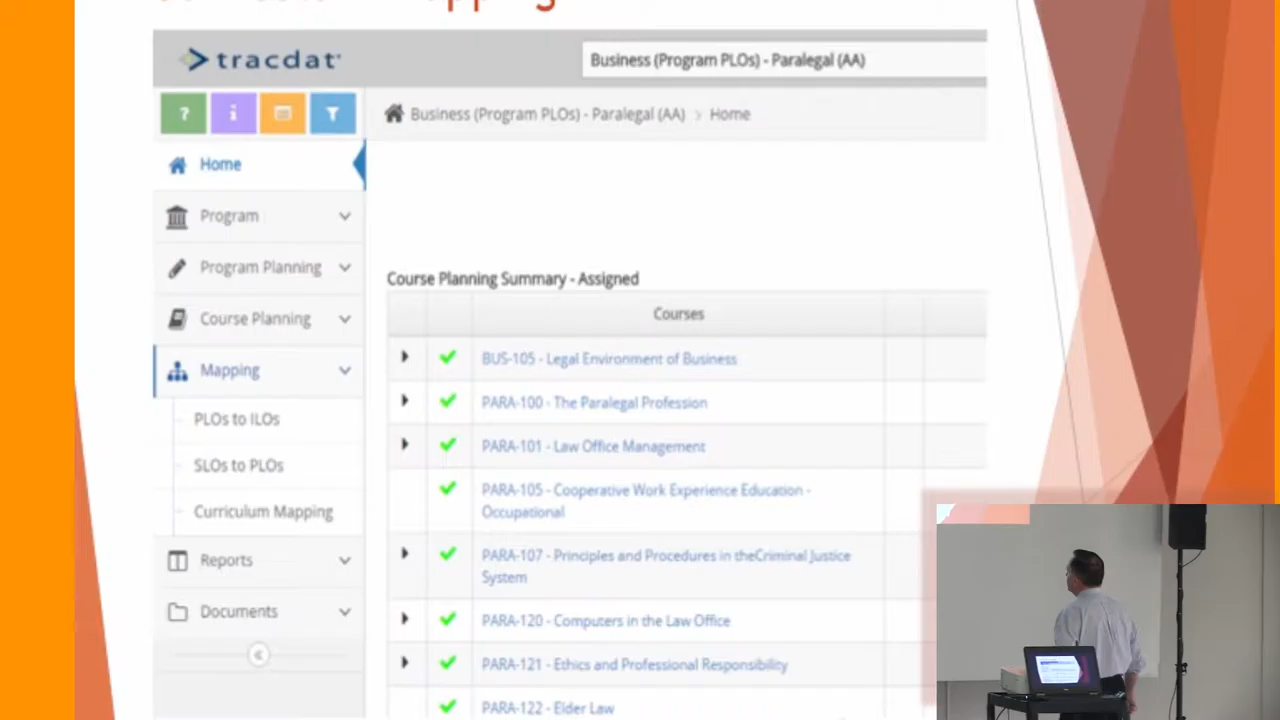 tracdat
Business (Program PLOs) - Paralegal (AA)
?
i
Business (Program PLOs) - Paralegal (AA) > Home
Home
Program
Program Planning
Course Planning
Mapping
PLOs to ILOs
SLOs to PLOs
Curriculum Mapping
Reports
Documents
Course Planning Summary - Assigned
Courses
BUS-105 - Legal Environment of Business
PARA-100 - The Paralegal Profession
PARA-101 - Law Office Management
PARA-105 - Cooperative Work Experience Education -
Occupational
PARA-107 - Principles and Procedures in theCriminal Justice
System
PARA-120 - Computers in the Law Office
PARA-121 - Ethics and Professional Responsibility
PARA-122 - Elder Law